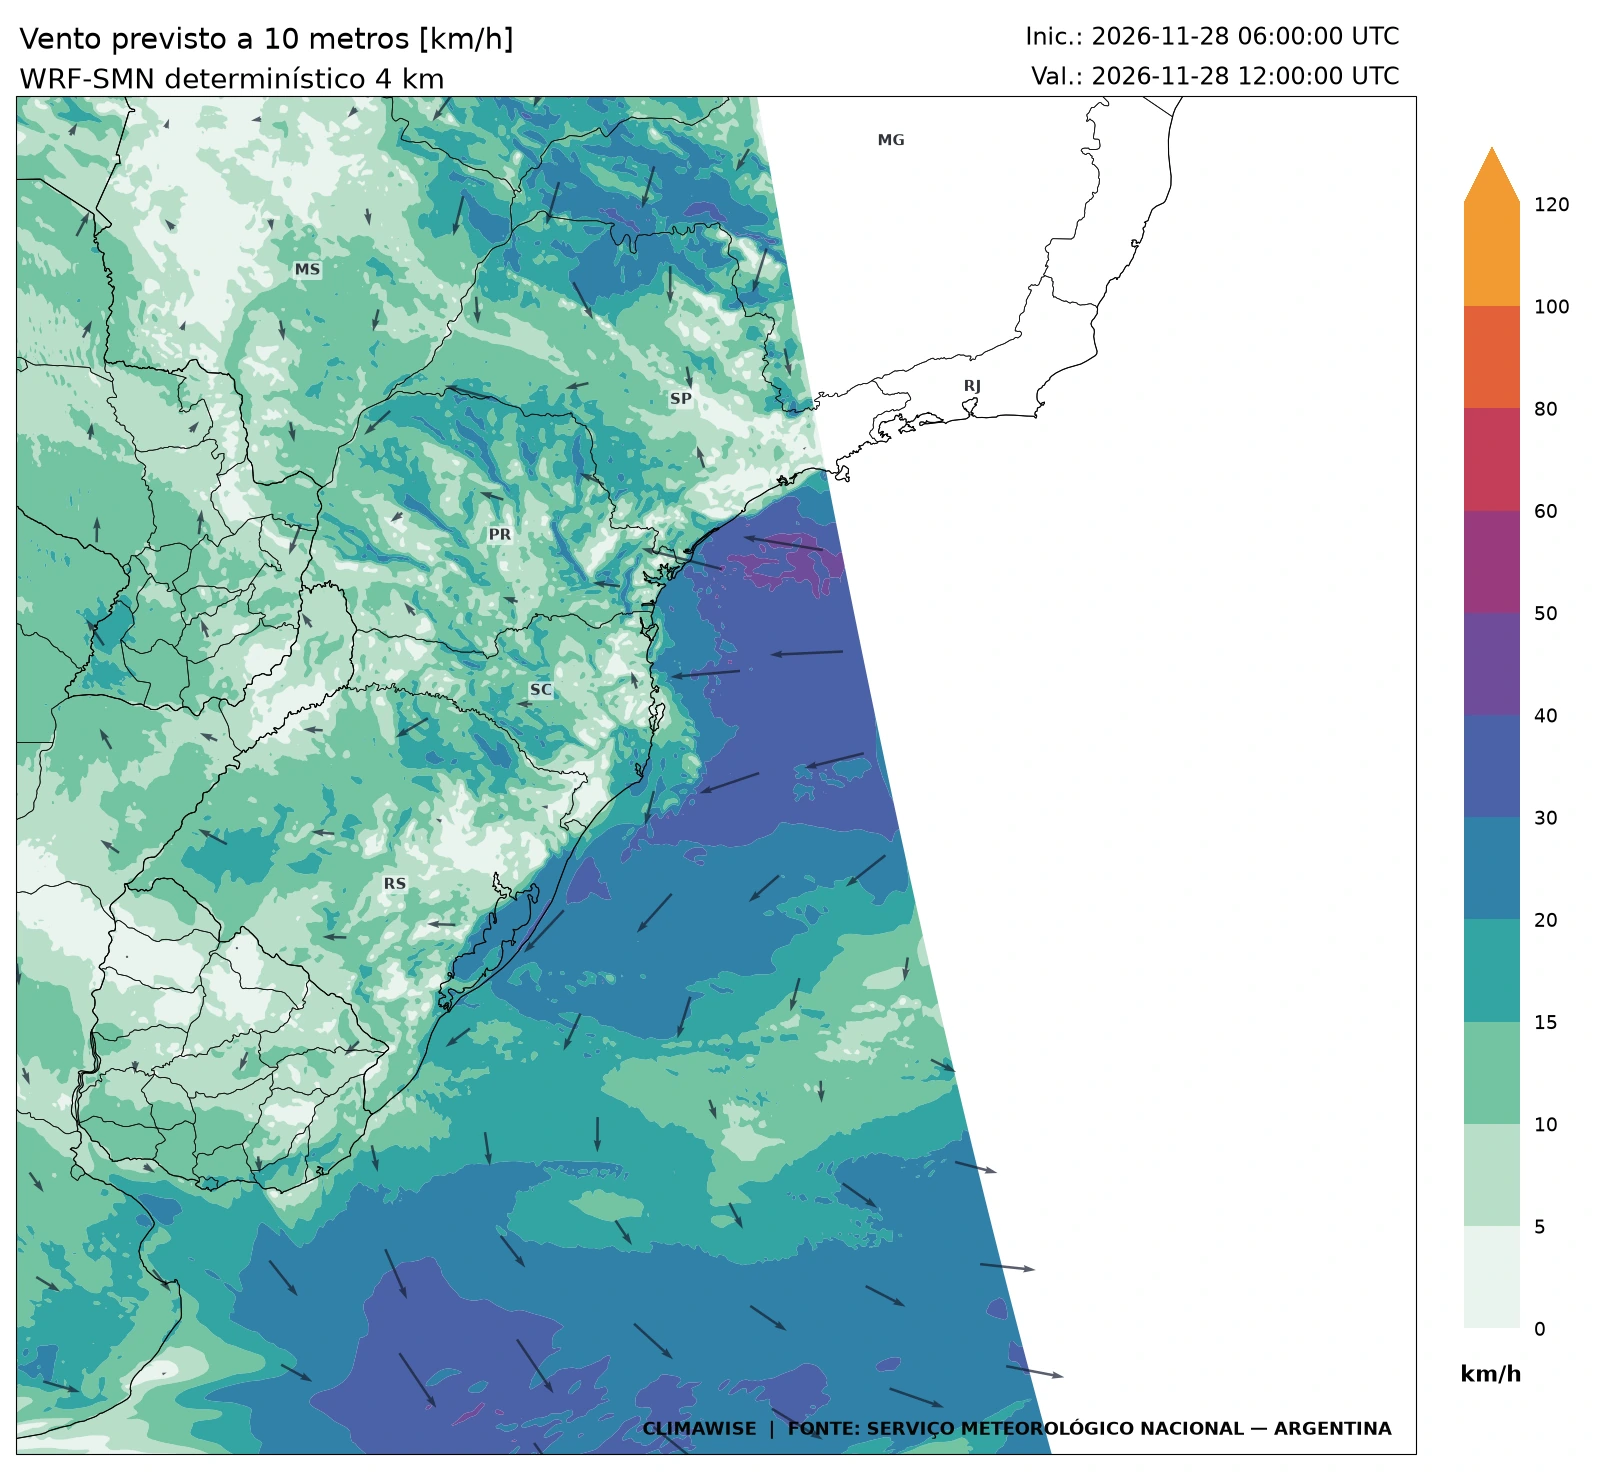 Vento previsto a 10 metros [km/h]
WRF-SMN determinístico 4 km
Inic.: 2026-11-28 06:00:00 UTC
Val.: 2026-11-28 12:00:00 UTC
MG
MS
RJ
SP
PR
SC
RS
120
100
80
60
50
40
30
20
15
10
5
0
km/h
CLIMAWISE | FONTE: SERVIÇO METEOROLÓGICO NACIONAL — ARGENTINA